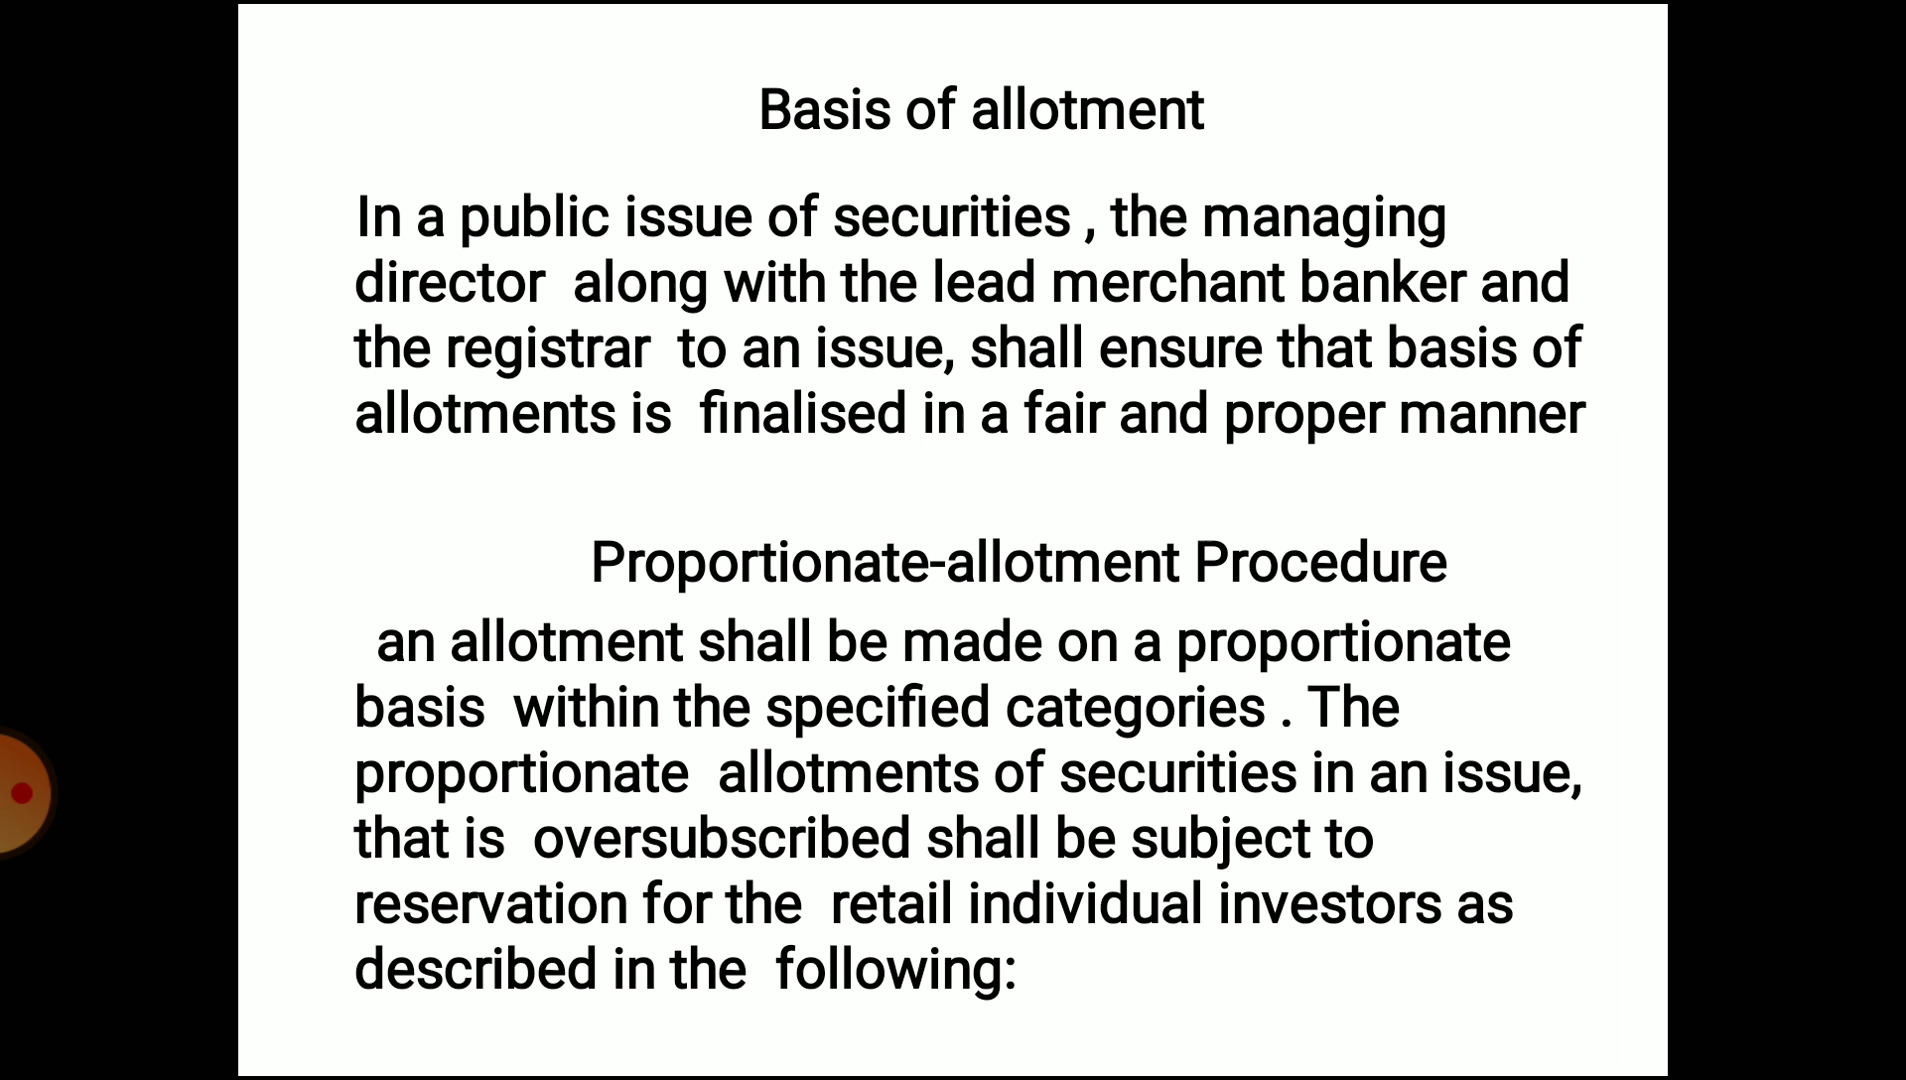 Basis of allotment
In a public issue of securities , the managing
director  along with the lead merchant banker and
the registrar  to an issue, shall ensure that basis of
allotments is  finalised in a fair and proper manner
Proportionate-allotment Procedure
an allotment shall be made on a proportionate
basis  within the specified categories . The
proportionate  allotments of securities in an issue,
that is  oversubscribed shall be subject to
reservation for the  retail individual investors as
described in the  following: